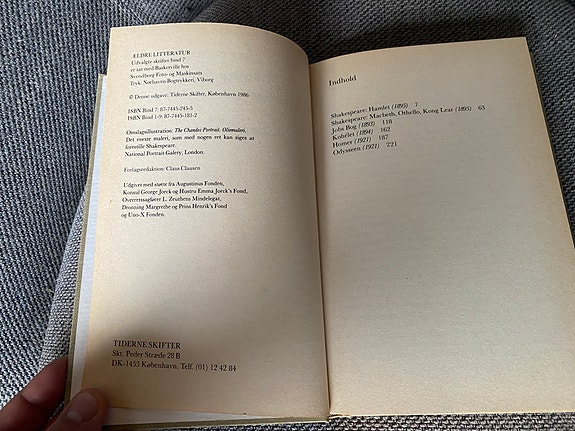 ÆLDRE LITTERATUR
Udvalgte skrifter bind 7
er sat med Baskerville hos
Svendborg Foto- og Maskinsats
Tryk: Nørhaven Bogtrykkeri, Viborg
© Denne udgave: Tiderne Skifter, København 1986
ISBN Bind 7: 87-7445-245-5
ISBN Bind 1-9: 87-7445-181-2
Omslagsillustration: The Chandos Portrait. Oliemaleri.
Det eneste maleri, som med nogen ret kan siges at
forestille Shakespeare.
National Portrait Galery, London.
Forlagsredaktion: Claus Clausen
Udgivet med støtte fra Augustinus Fonden,
Konsul George Jorck og Hustru Emma Jorck's Fond,
Overretssagfører L. Zeuthens Mindelegat,
Dronning Margrethe og Prins Henrik's Fond
og Uno-X Fonden.
TIDERNE SKIFTER
Skt. Peder Stræde 28 B
DK-1453 København. Telf. (01) 12 42 84
Indhold
Shakespeare: Hamlet (1895) 7
Shakespeare: Macbeth, Othello, Kong Lear (1895) 63
Jobs Bog (1893) 118
Kohélet (1894) 162
Homer (1921) 187
Odysseen (1921) 221